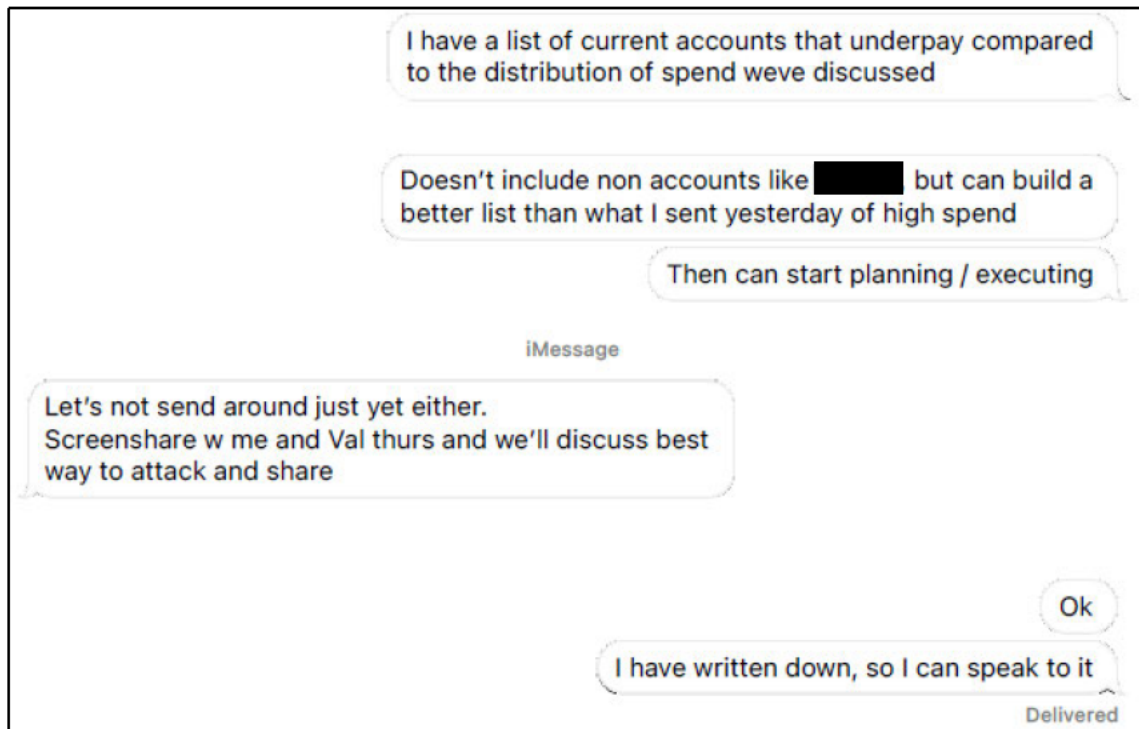 I have a list of current accounts that underpay compared
to the distribution of spend weve discussed
Doesn't include non accounts like but can build a
better list than what I sent yesterday of high spend
Then can start planning / executing
iMessage
Let's not send around just yet either.
Screenshare w me and Val thurs and we'll discuss best
way to attack and share
Ok
I have written down, so I can speak to it
Delivered